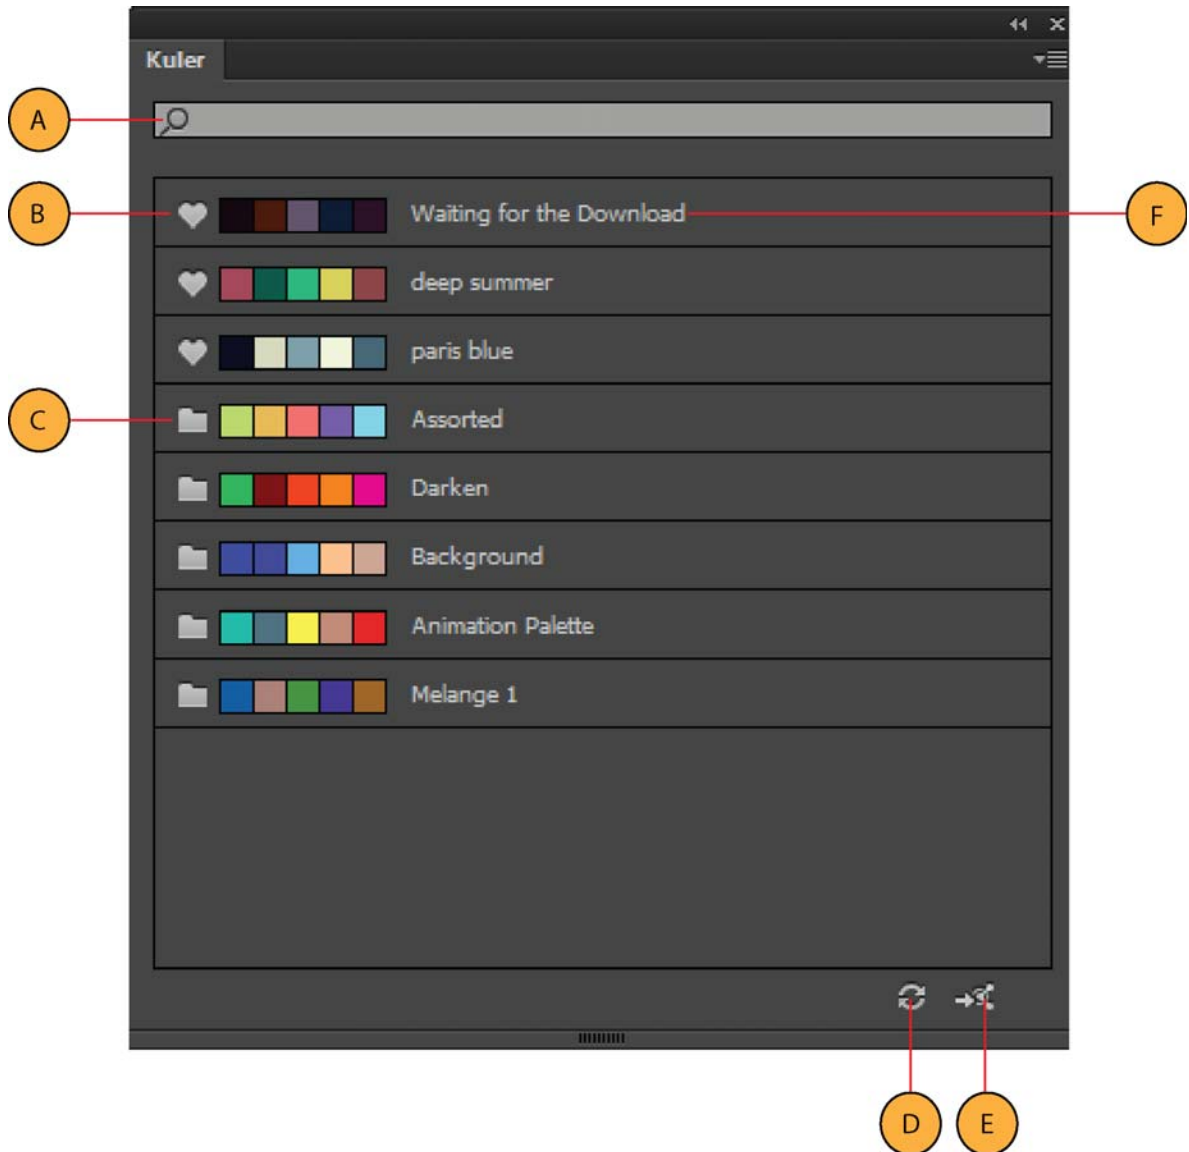 Kuler
A
B
Waiting for the Download
F
deep summer
paris blue
C
Assorted
Darken
Background
Animation Palette
Melange 1
D
E